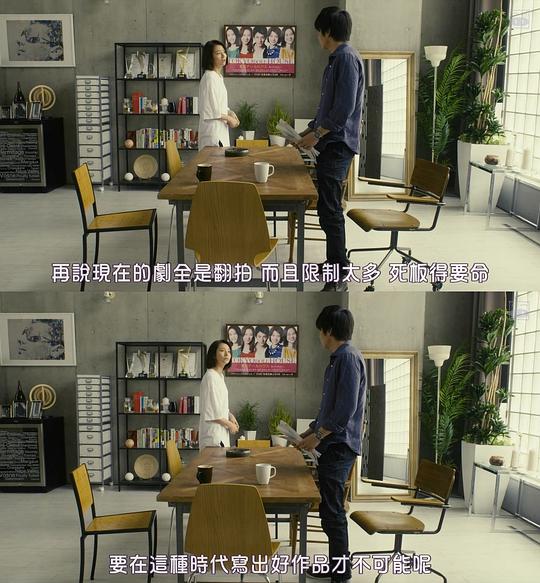 再說現在的劇全是翻拍 而且限制太多 死板得要命
要在這種時代寫出好作品才不可能呢